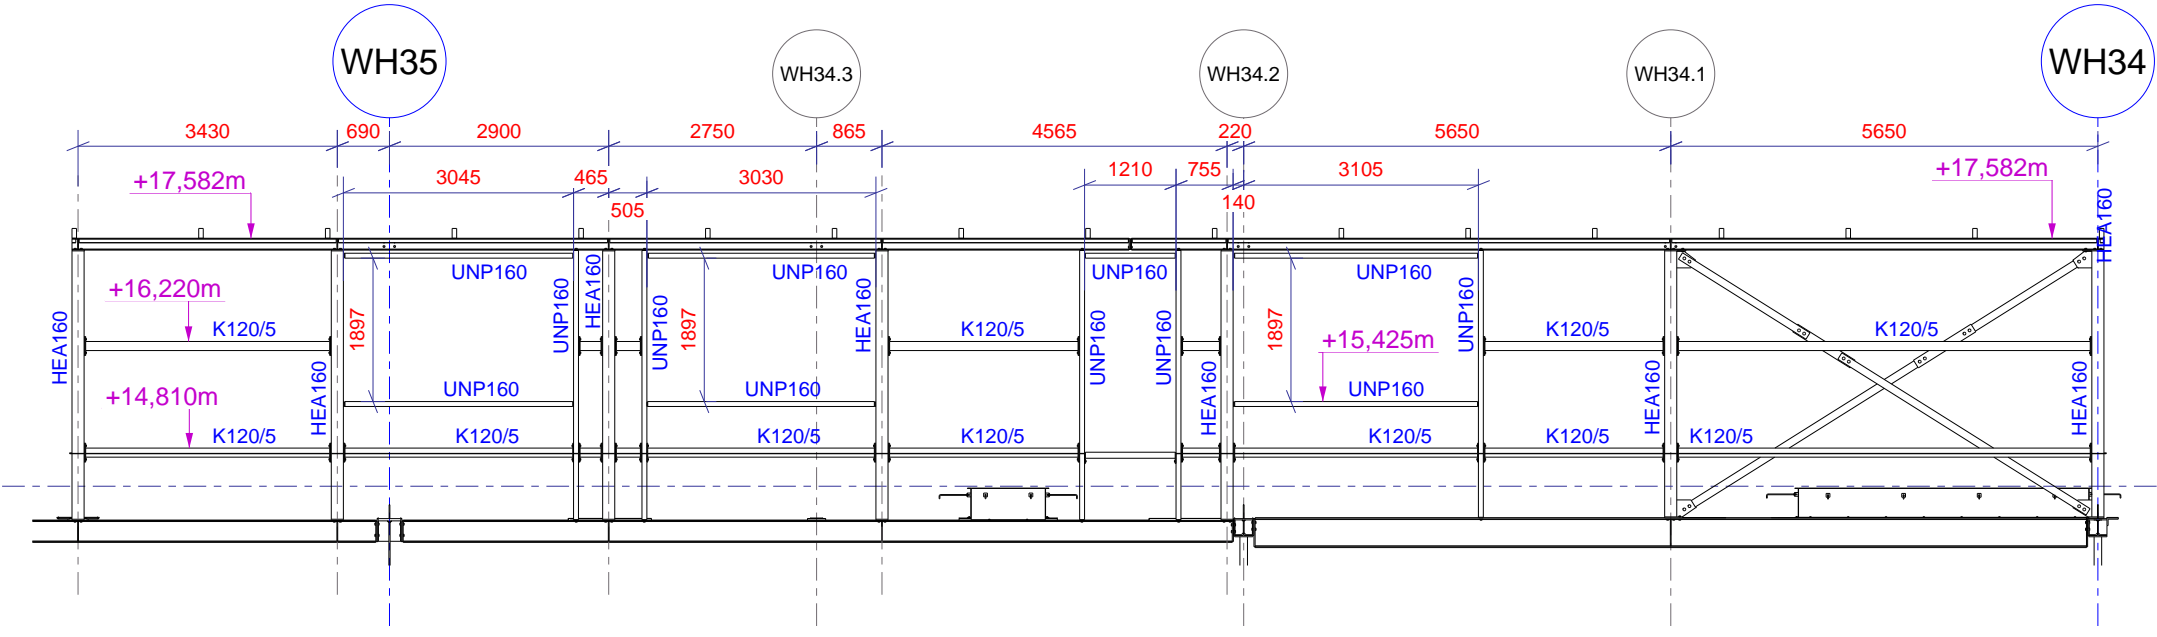 WH35
WH34.3
WH34.2
WH34.1
WH34
3430
690
2900
2750
865
4565
220
5650
5650
+17,582m
3045
465
505
3030
1210
755
140
3105
+17,582m
HEA160
UNP160
UNP160
UNP160
UNP160
HEA160
+16,220m
K120/5
HEA160
1897
UNP160
UNP160
1897
HEA160
K120/5
UNP160
UNP160
1897
+15,425m
UNP160
K120/5
K120/5
+14,810m
K120/5
HEA160
UNP160
K120/5
UNP160
K120/5
K120/5
HEA160
UNP160
K120/5
K120/5
HEA160
K120/5
HEA160